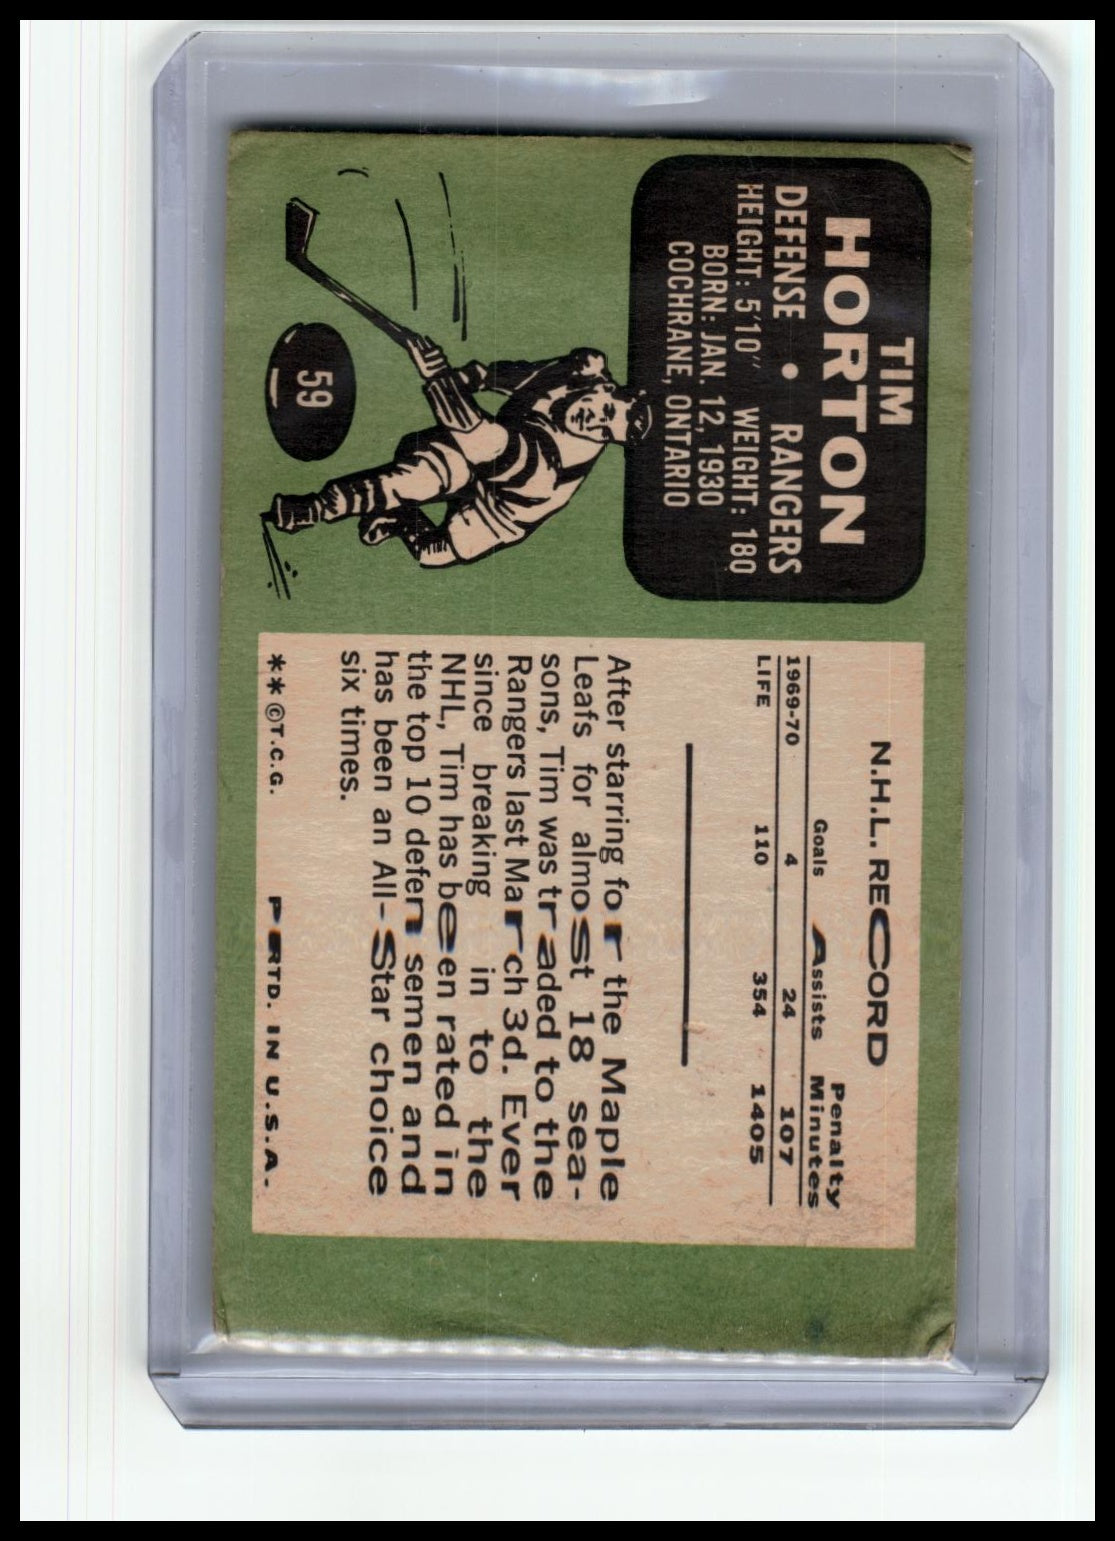 TIM
HORTON
DEFENSE • RANGERS
HEIGHT: 5'10" WEIGHT: 180
BORN: JAN. 12, 1930
COCHRANE, ONTARIO
59
N.H.L. RECORD
Goals Assists Penalty Minutes
1969-70 4 24 107
LIFE 110 354 1405
After starring for the Maple
Leafs for almost 18 sea-
sons, Tim was traded to the
Rangers last March 3d. Ever
since breaking in to the
NHL, Tim has been rated in
the top 10 defensemen and
has been an All-Star choice
six times.
**©T.C.G. PRTD. IN U.S.A.